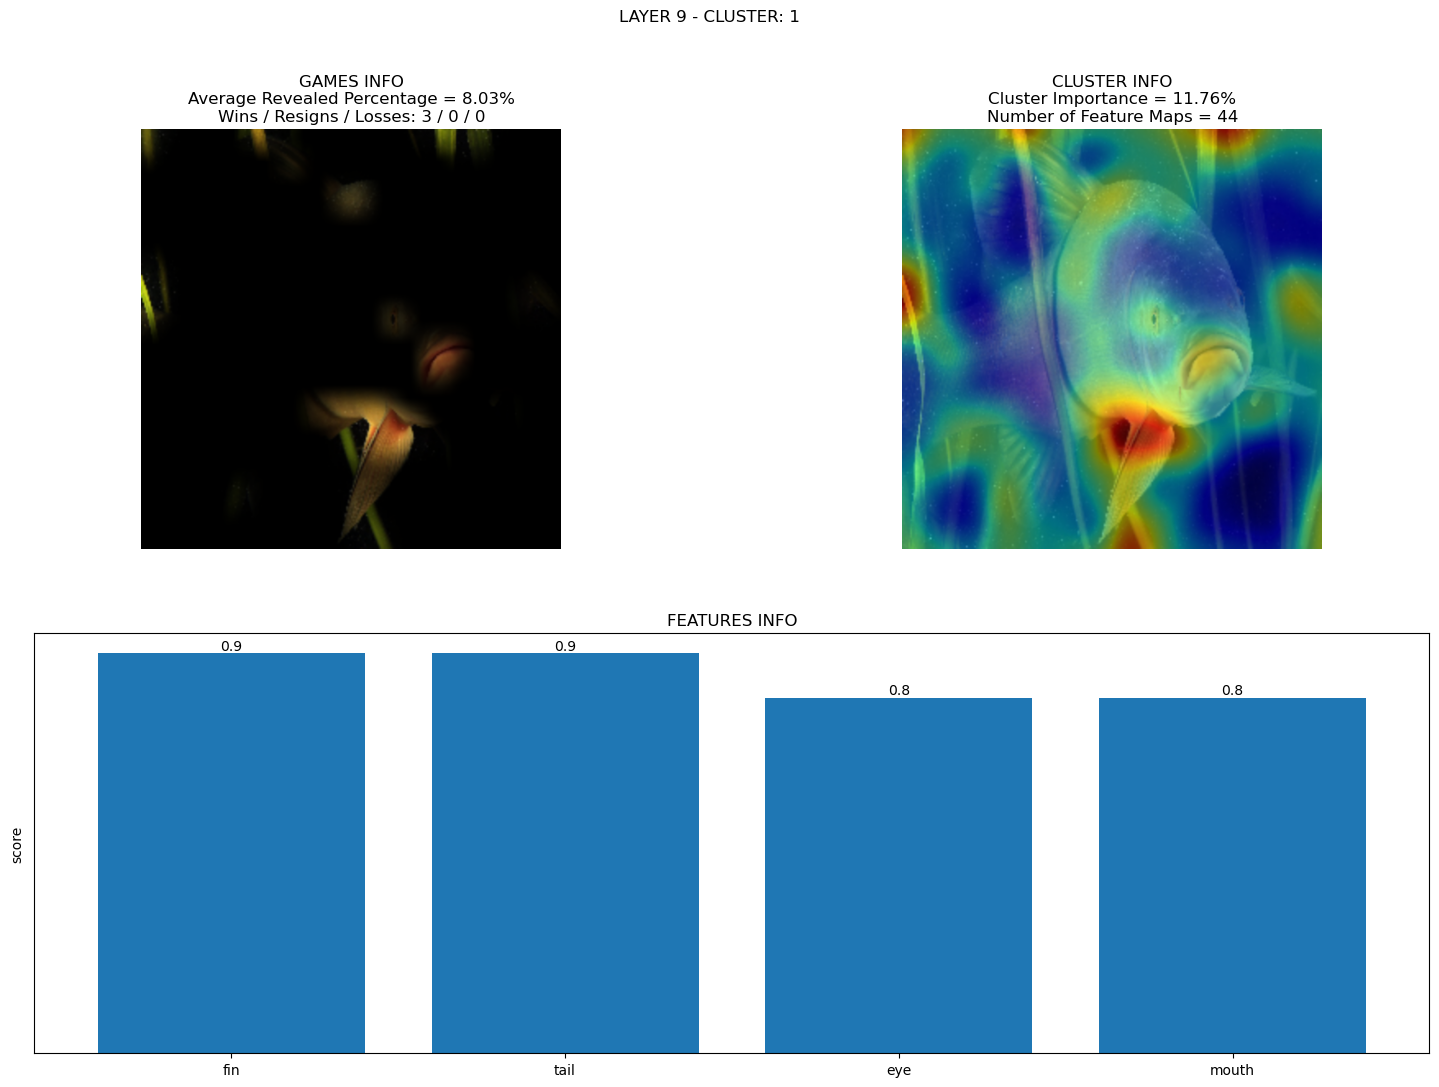 LAYER 9 - CLUSTER: 1
GAMES INFO
Average Revealed Percentage = 8.03%
Wins / Resigns / Losses: 3 / 0 / 0
CLUSTER INFO
Cluster Importance = 11.76%
Number of Feature Maps = 44
FEATURES INFO
score
0.9
0.9
0.8
0.8
fin
tail
eye
mouth